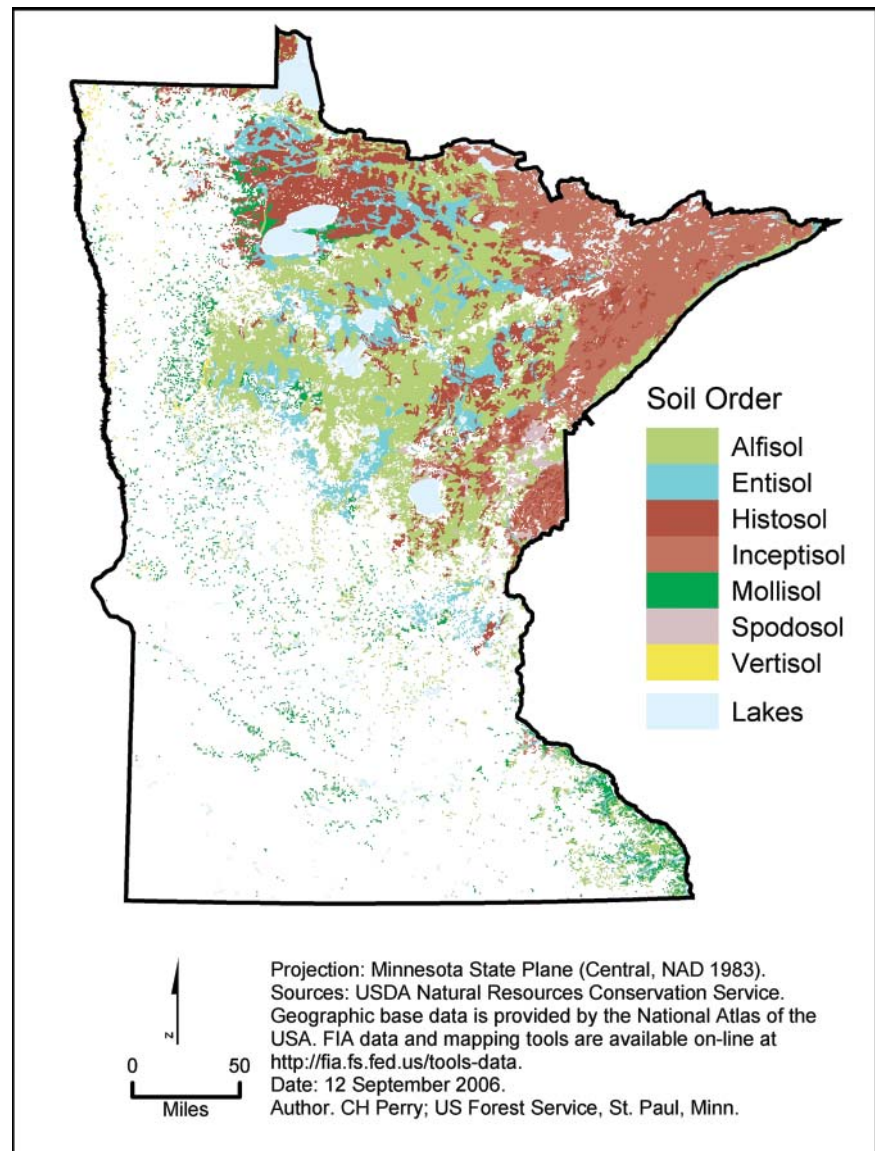 Soil Order
Alfisol
Entisol
Histosol
Inceptisol
Mollisol
Spodosol
Vertisol
Lakes
Projection: Minnesota State Plane (Central, NAD 1983).
Sources: USDA Natural Resources Conservation Service.
Geographic base data is provided by the National Atlas of the
USA. FIA data and mapping tools are available on-line at
http://fia.fs.fed.us/tools-data.
Date: 12 September 2006.
Author. CH Perry; US Forest Service, St. Paul, Minn.
N
0 50
Miles